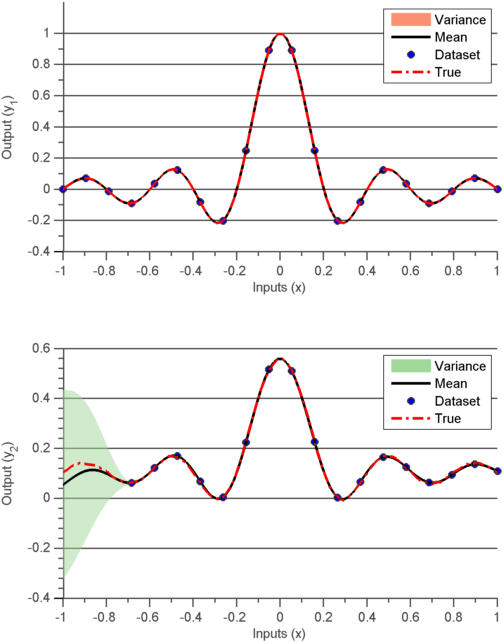 Variance
Mean
Dataset
True
1
0.8
0.6
0.4
0.2
0
-0.2
-0.4
Output (y1)
-1 -0.8 -0.6 -0.4 -0.2 0 0.2 0.4 0.6 0.8 1
Inputs (x)
Variance
Mean
Dataset
True
0.6
0.4
0.2
0
-0.2
-0.4
Output (y2)
-1 -0.8 -0.6 -0.4 -0.2 0 0.2 0.4 0.6 0.8 1
Inputs (x)